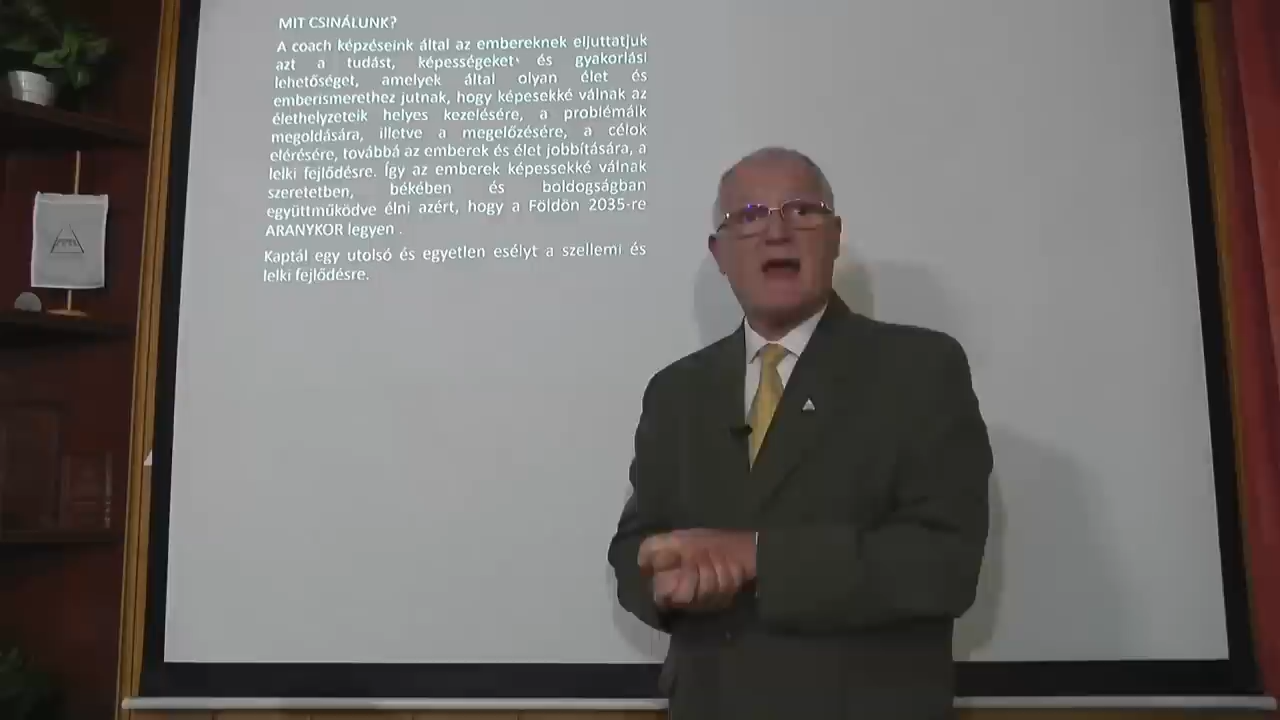 MIT CSINÁLUNK?
A coach képzéseink által az embereknek eljuttatjuk
azt a tudást, képességeket és gyakorlási
lehetőséget, amelyek által olyan élet és
emberismerethez jutnak, hogy képesekké válnak az
élethelyzeteik helyes kezelésére, a problémáik
megoldására, illetve a megelőzésére, a célok
elérésére, továbbá az emberek és élet jobbítására, a
lelki fejlődésre. Így az emberek képessekké válnak
szeretetben, békében és boldogságban
együttműködve élni azért, hogy a Földön 2035-re
ARANYKOR legyen .
Kaptál egy utolsó és egyetlen esélyt a szellemi és
lelki fejlődésre.